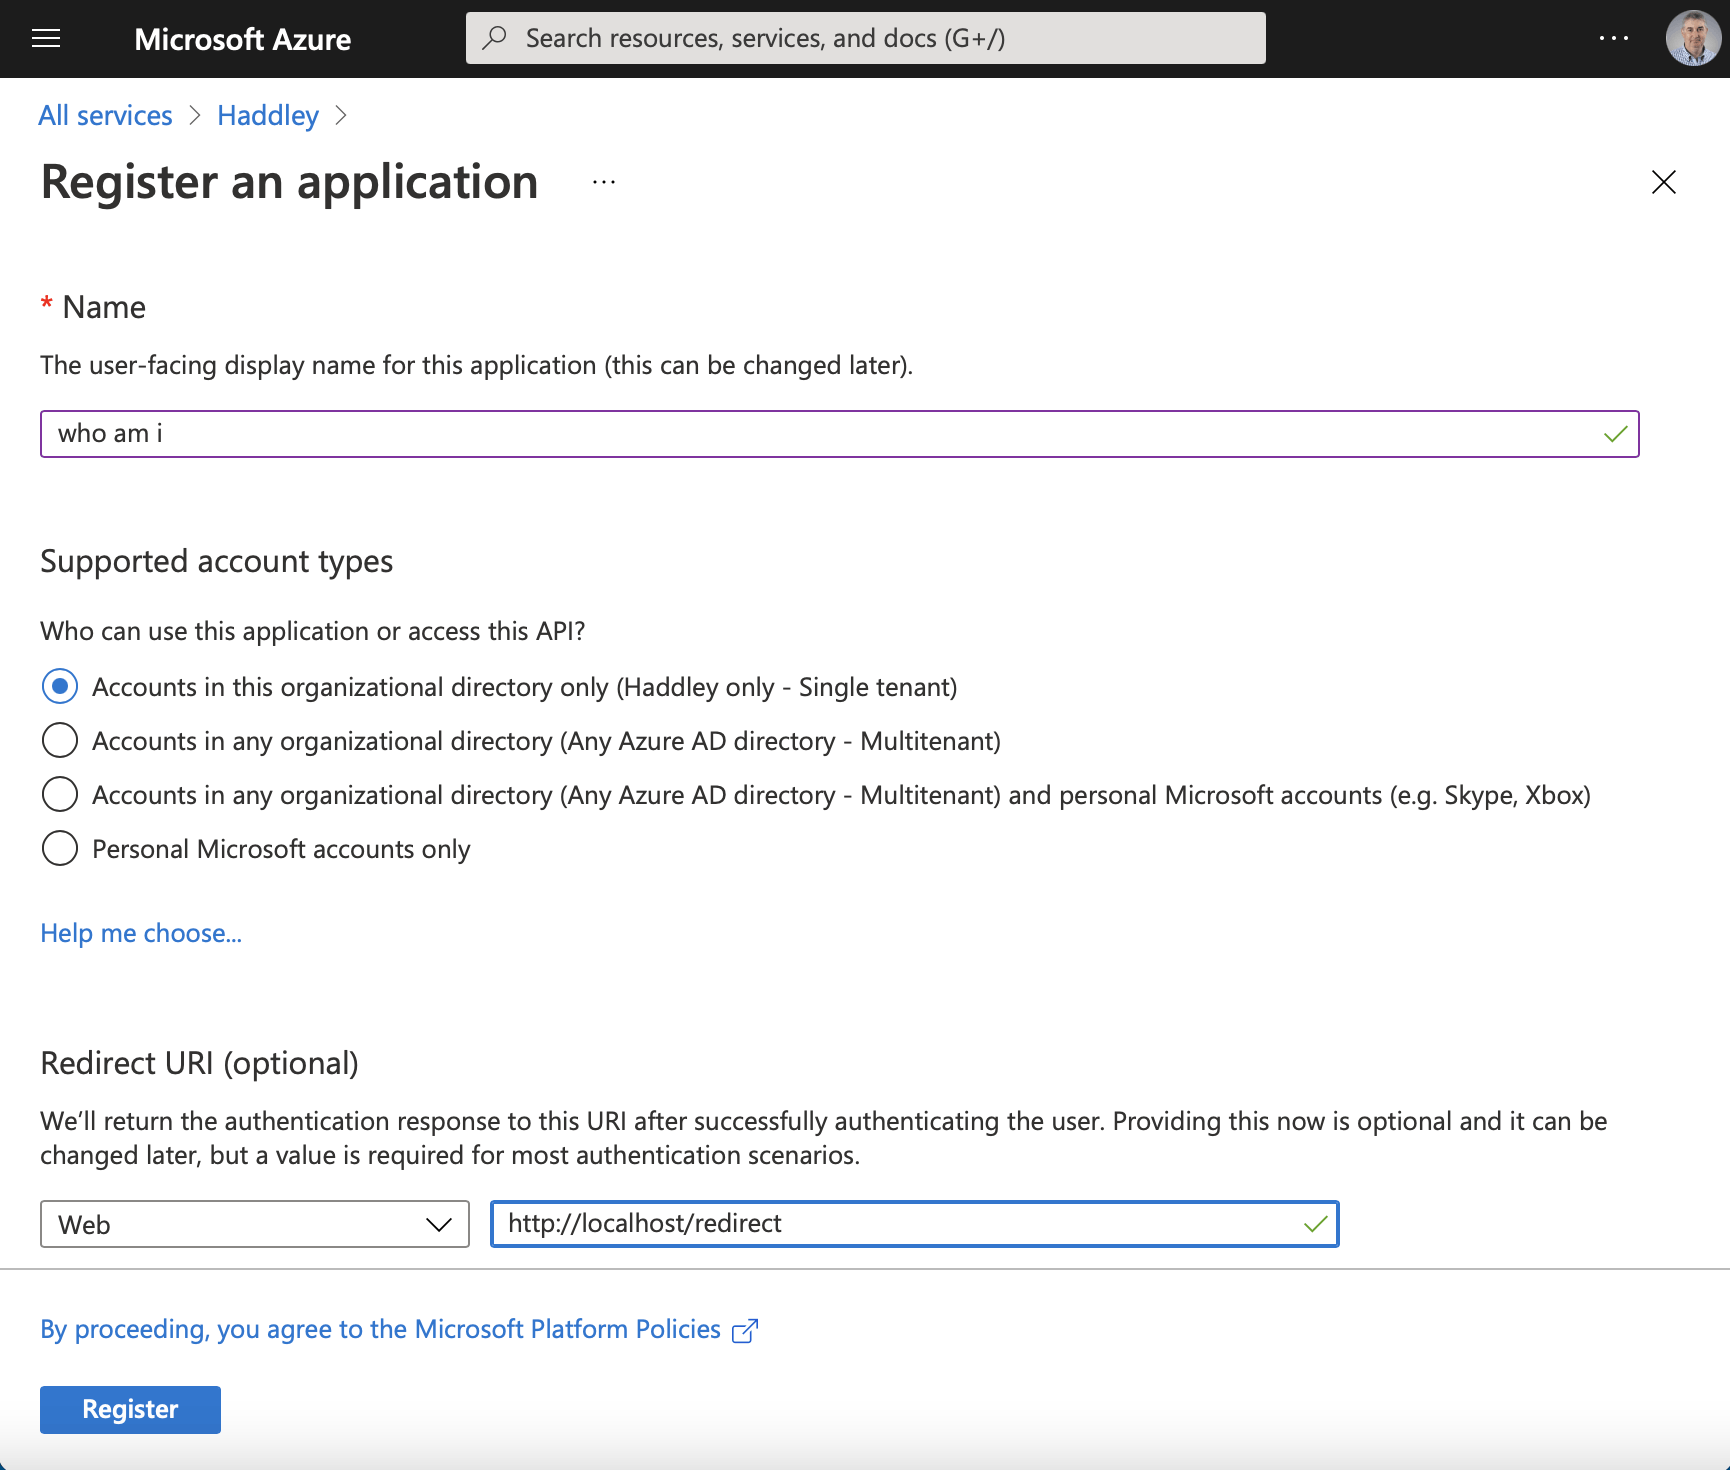 Microsoft Azure
Search resources, services, and docs (G+/)
...
All services > Haddley >
Register an application ...
* Name
The user-facing display name for this application (this can be changed later).
who am i
Supported account types
Who can use this application or access this API?
Accounts in this organizational directory only (Haddley only - Single tenant)
Accounts in any organizational directory (Any Azure AD directory - Multitenant)
Accounts in any organizational directory (Any Azure AD directory - Multitenant) and personal Microsoft accounts (e.g. Skype, Xbox)
Personal Microsoft accounts only
Help me choose...
Redirect URI (optional)
We’ll return the authentication response to this URI after successfully authenticating the user. Providing this now is optional and it can be
changed later, but a value is required for most authentication scenarios.
Web
http://localhost/redirect
By proceeding, you agree to the Microsoft Platform Policies
Register